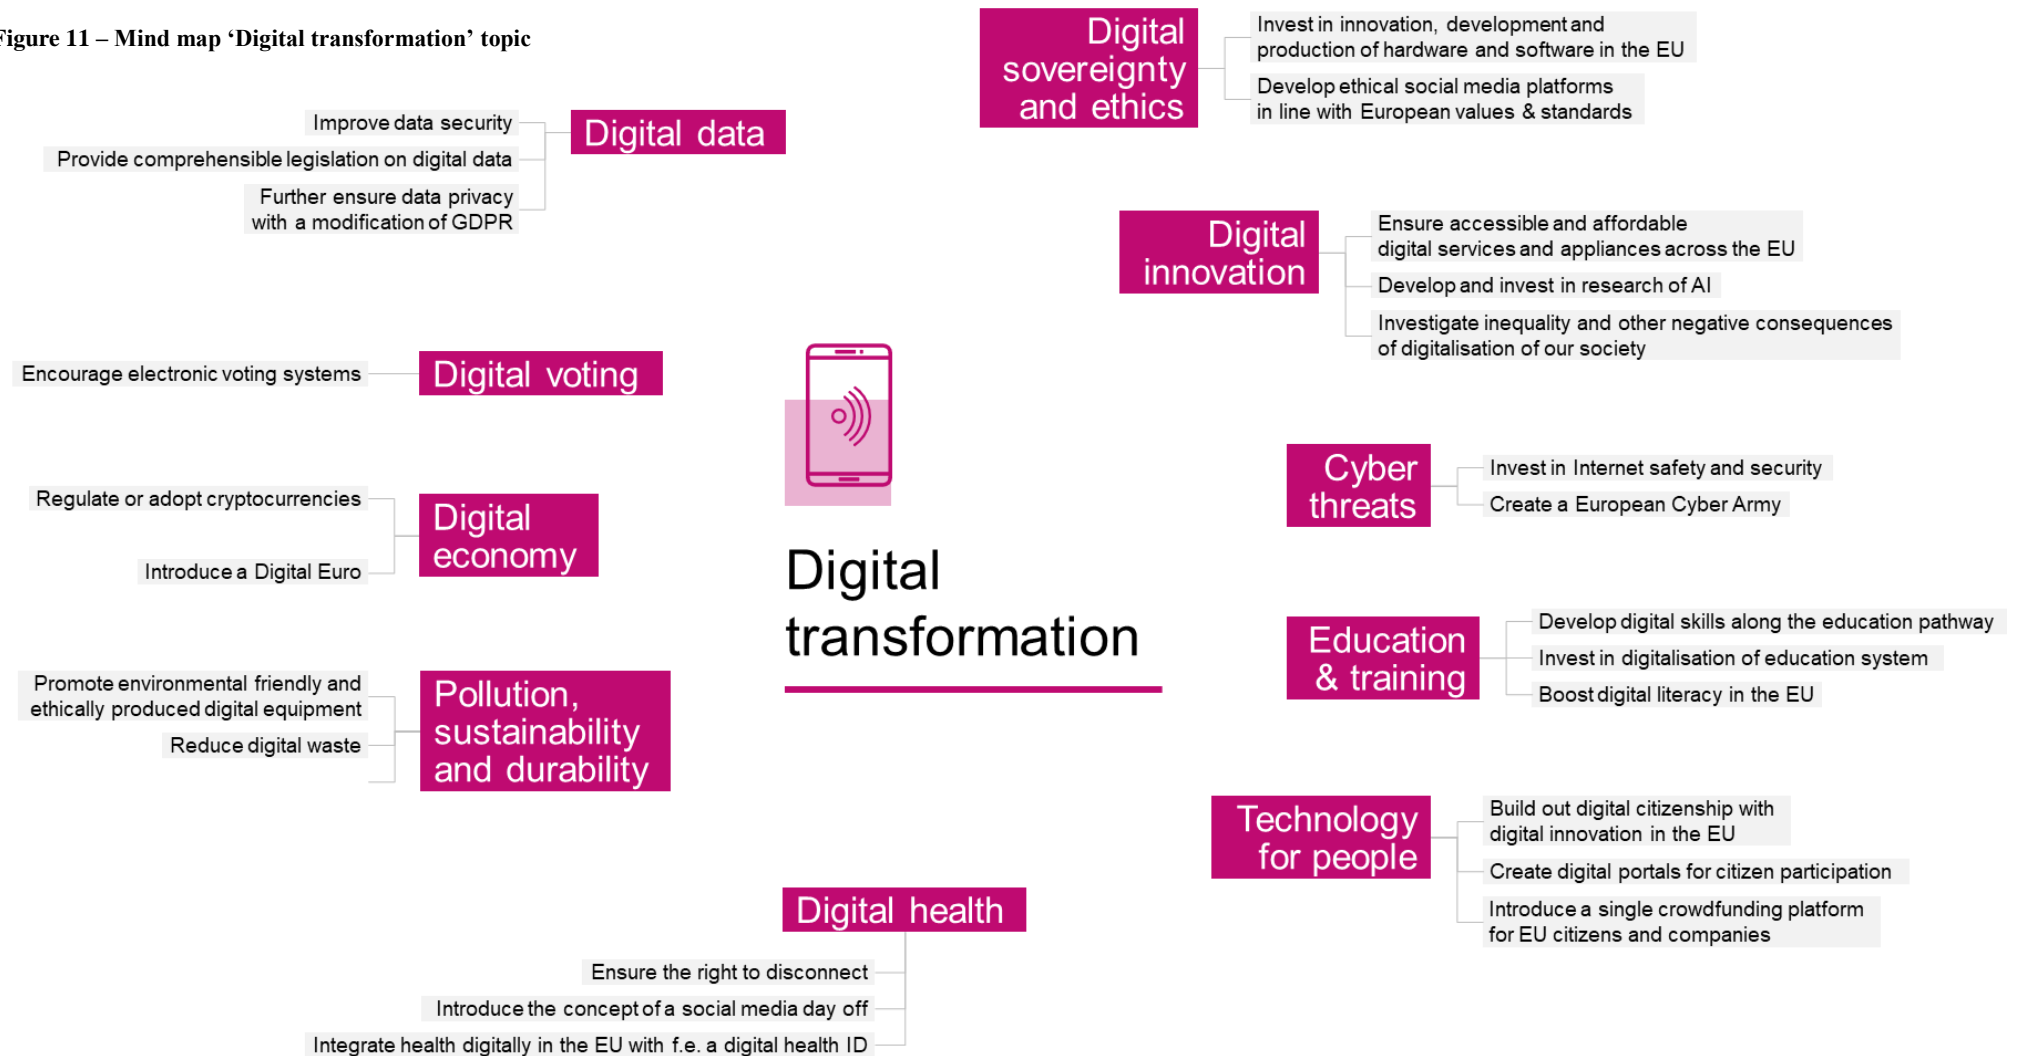 Figure 11 – Mind map ‘Digital transformation’ topic
Digital
sovereignty
and ethics
Invest in innovation, development and
production of hardware and software in the EU
Develop ethical social media platforms
in line with European values & standards
Digital data
Improve data security
Provide comprehensible legislation on digital data
Further ensure data privacy
with a modification of GDPR
Digital
innovation
Ensure accessible and affordable
digital services and appliances across the EU
Develop and invest in research of AI
Investigate inequality and other negative consequences
of digitalisation of our society
Digital voting
Encourage electronic voting systems
Cyber
threats
Invest in Internet safety and security
Create a European Cyber Army
Digital
economy
Regulate or adopt cryptocurrencies
Introduce a Digital Euro
Digital
transformation
Education
& training
Develop digital skills along the education pathway
Invest in digitalisation of education system
Boost digital literacy in the EU
Pollution,
sustainability
and durability
Promote environmental friendly and
ethically produced digital equipment
Reduce digital waste
Technology
for people
Build out digital citizenship with
digital innovation in the EU
Create digital portals for citizen participation
Introduce a single crowdfunding platform
for EU citizens and companies
Digital health
Ensure the right to disconnect
Introduce the concept of a social media day off
Integrate health digitally in the EU with f.e. a digital health ID